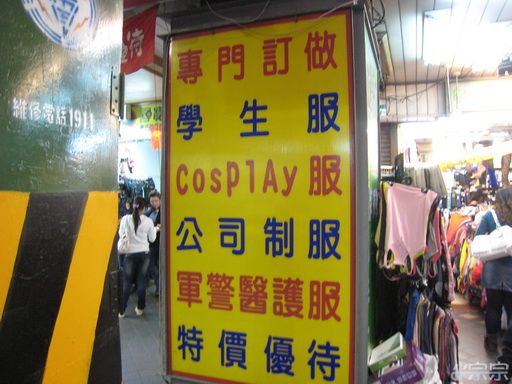 專門訂做
學生服
CosplAy服
公司制服
軍警醫護服
特價優待
維修電話1911